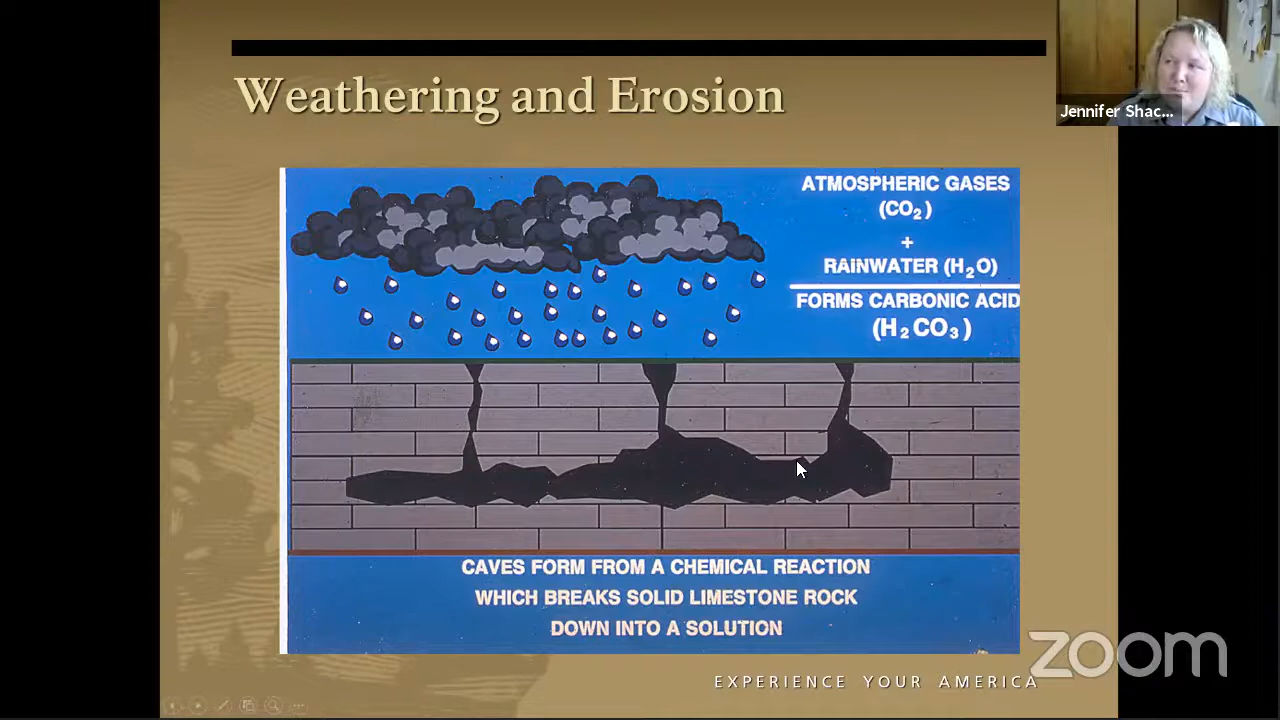 Weathering and Erosion
Jennifer Shac...
ATMOSPHERIC GASES
(CO₂)
+
RAINWATER (H₂O)
FORMS CARBONIC ACID
(H₂CO₃)
CAVES FORM FROM A CHEMICAL REACTION
WHICH BREAKS SOLID LIMESTONE ROCK
DOWN INTO A SOLUTION
EXPERIENCE YOUR AMERICA
zoom